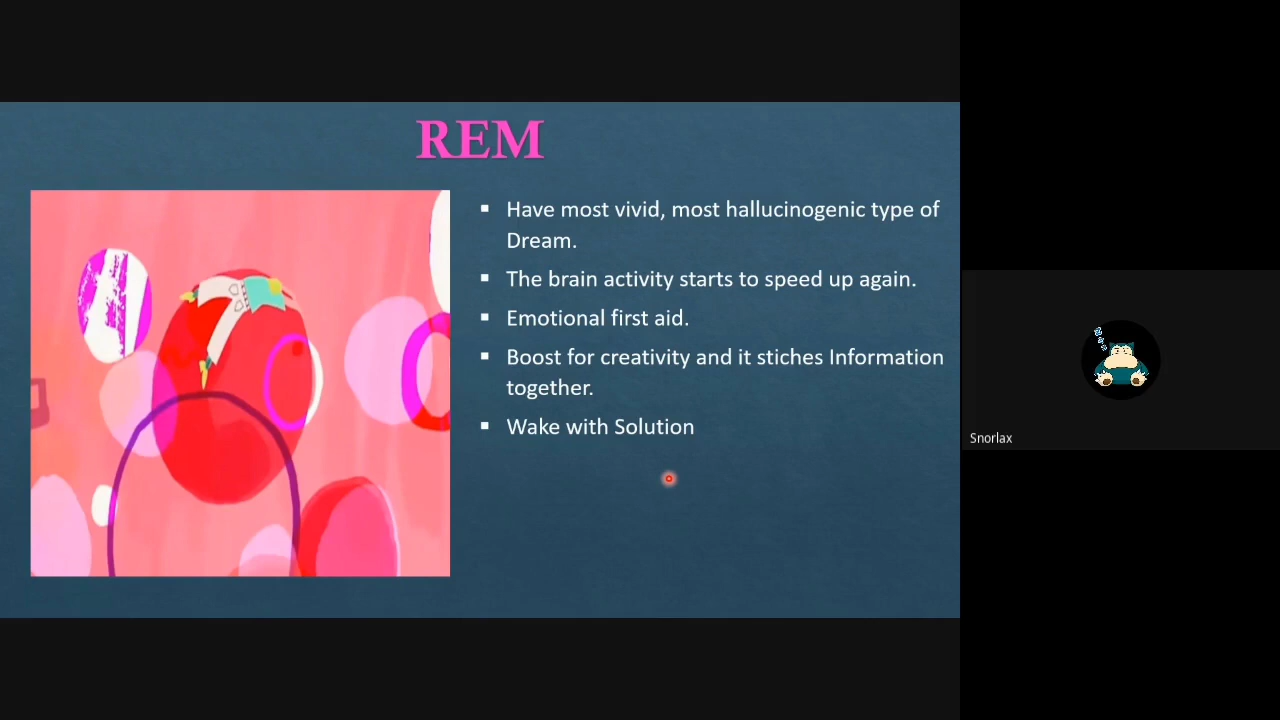 REM
Have most vivid, most hallucinogenic type of
Dream.
The brain activity starts to speed up again.
Emotional first aid.
Boost for creativity and it stiches Information
together.
Wake with Solution
Snorlax